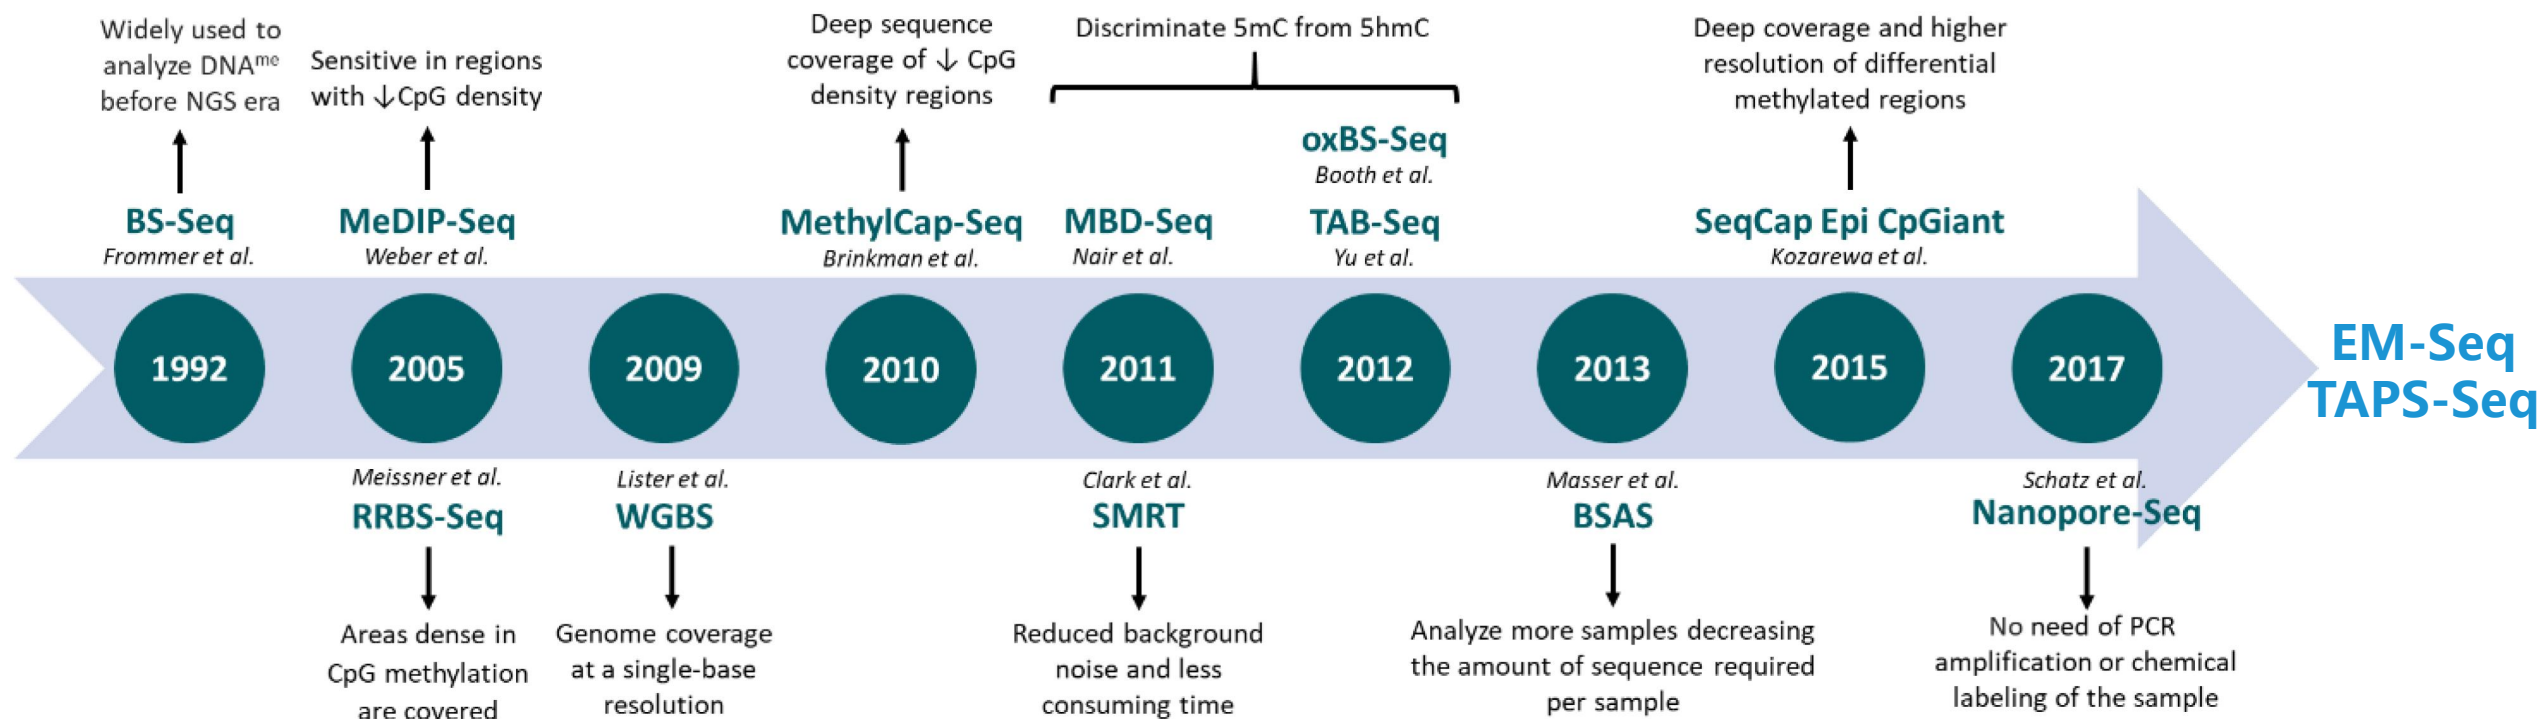 Widely used to
analyze DNAᵐᵉ
before NGS era
BS-Seq
Frommer et al.
Sensitive in regions
with ↓CpG density
MeDIP-Seq
Weber et al.
Deep sequence
coverage of ↓ CpG
density regions
MethylCap-Seq
Brinkman et al.
Discriminate 5mC from 5hmC
MBD-Seq
Nair et al.
oxBS-Seq
Booth et al.
TAB-Seq
Yu et al.
Deep coverage and higher
resolution of differential
methylated regions
SeqCap Epi CpGiant
Kozarewa et al.
1992
2005
2009
2010
2011
2012
2013
2015
2017
EM-Seq
TAPS-Seq
Meissner et al.
RRBS-Seq
Areas dense in
CpG methylation
are covered
Lister et al.
WGBS
Genome coverage
at a single-base
resolution
Clark et al.
SMRT
Reduced background
noise and less
consuming time
Masser et al.
BSAS
Analyze more samples decreasing
the amount of sequence required
per sample
Schatz et al.
Nanopore-Seq
No need of PCR
amplification or chemical
labeling of the sample